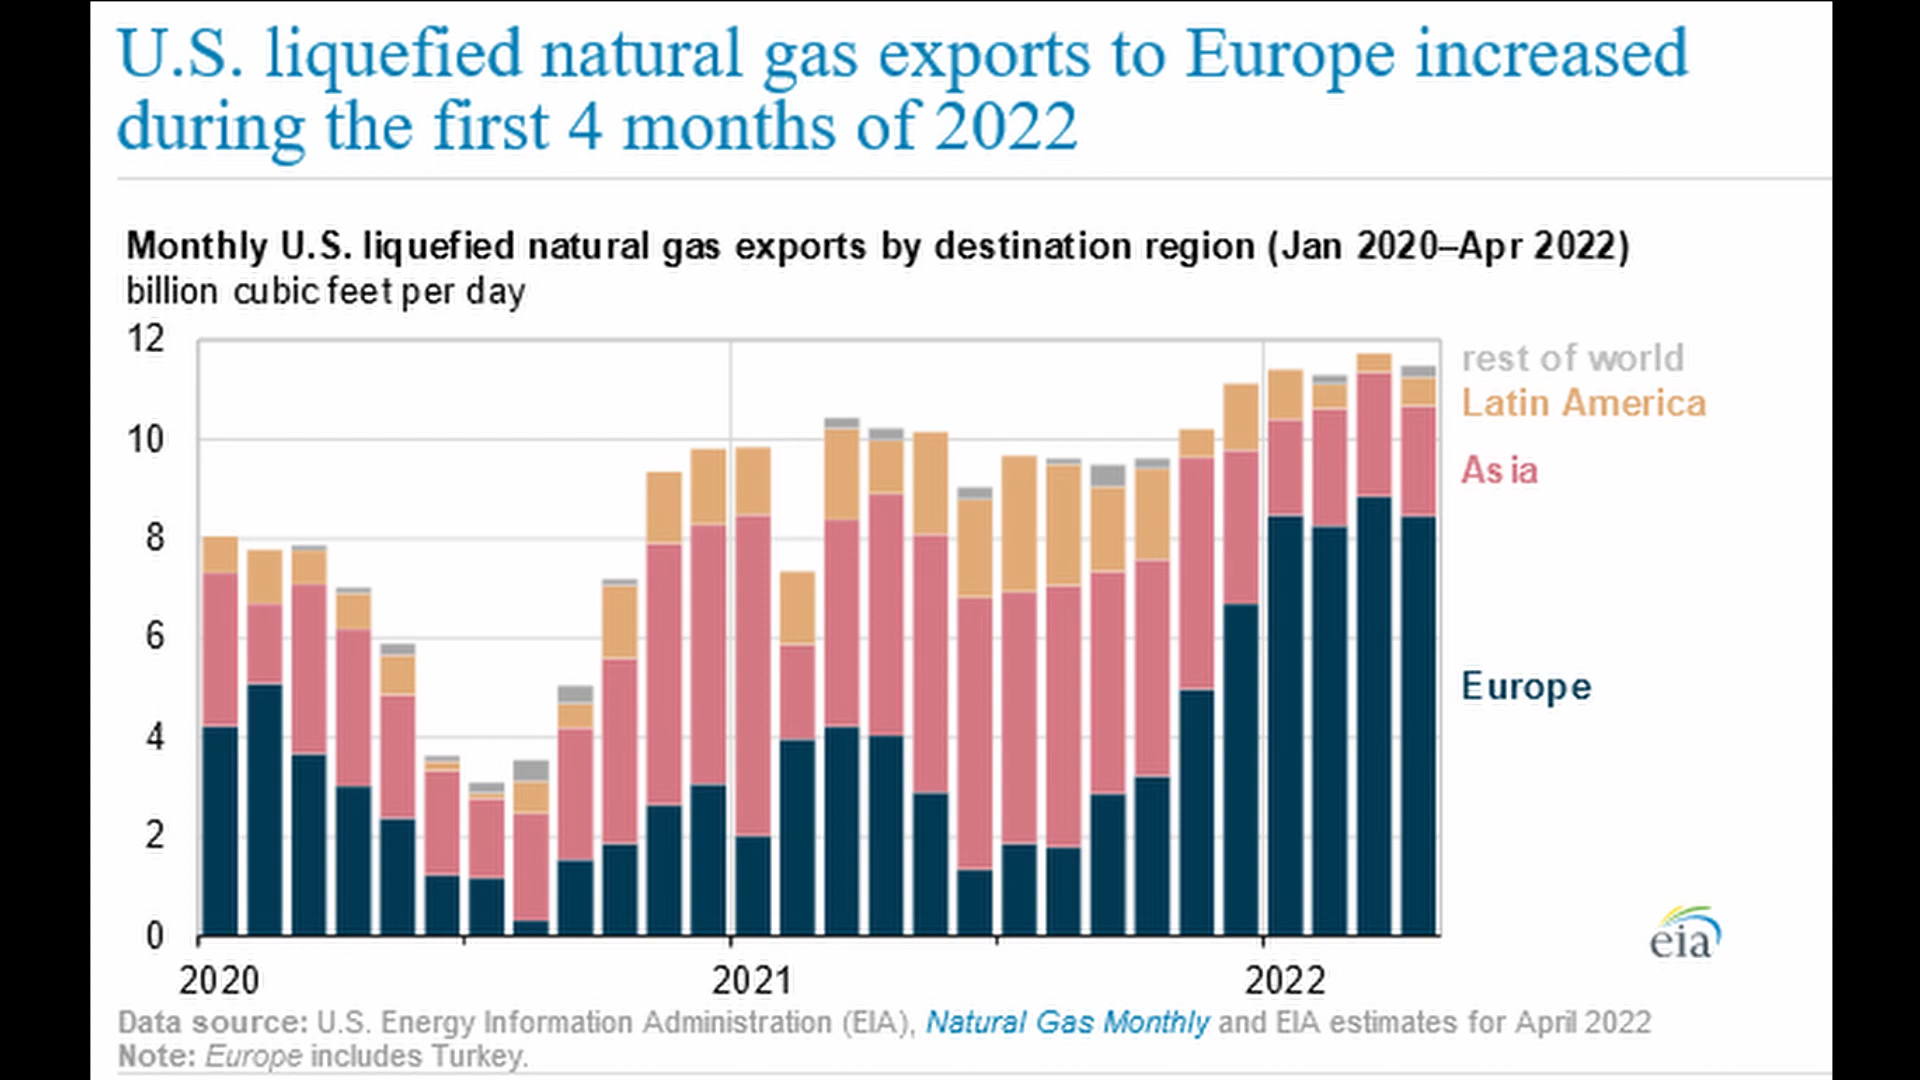 U.S. liquefied natural gas exports to Europe increased
during the first 4 months of 2022
Monthly U.S. liquefied natural gas exports by destination region (Jan 2020–Apr 2022)
billion cubic feet per day
12
10
8
6
4
2
0
rest of world
Latin America
Asia
Europe
eia
2020 2021 2022
Data source: U.S. Energy Information Administration (EIA), Natural Gas Monthly and EIA estimates for April 2022
Note: Europe includes Turkey.